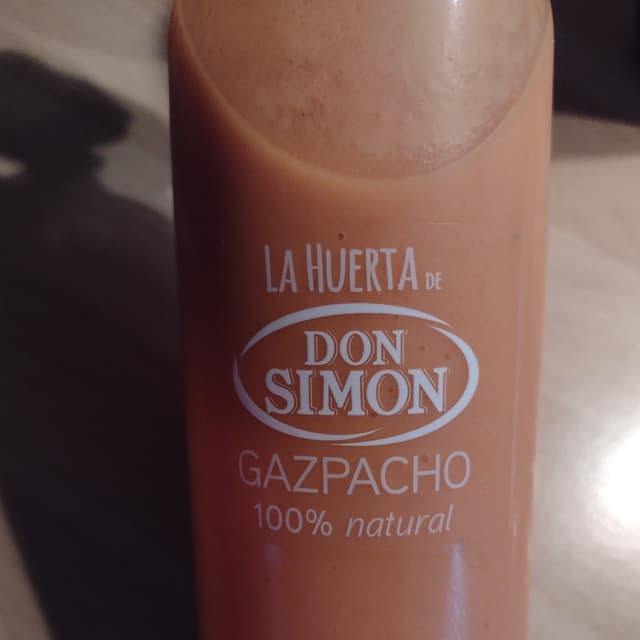 LA HUERTA DE
DON
SIMON
GAZPACHO
100% natural